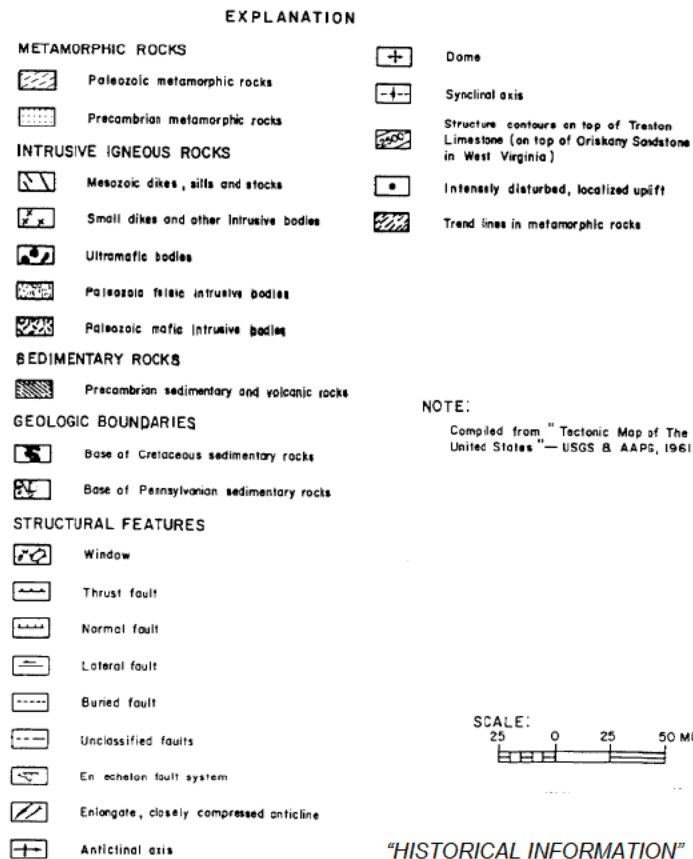 EXPLANATION
METAMORPHIC ROCKS
Paleozoic metamorphic rocks
Precambrian metamorphic rocks
INTRUSIVE IGNEOUS ROCKS
Mesozoic dikes, sills and stocks
Small dikes and other intrusive bodies
Ultramafic bodies
Paleozoic felsic intrusive bodies
Paleozoic mafic intrusive bodies
SEDIMENTARY ROCKS
Precambrian sedimentary and volcanic rocks
GEOLOGIC BOUNDARIES
Base of Cretaceous sedimentary rocks
Base of Pennsylvanian sedimentary rocks
STRUCTURAL FEATURES
Window
Thrust fault
Normal fault
Lateral fault
Buried fault
Unclassified faults
En echelon fault system
Enlongate, closely compressed anticline
Anticlinal axis
Dome
Synclinal axis
2500
Structure contours on top of Trenton
Limestone (on top of Oriskany Sandstone
in West Virginia)
Intensely disturbed, localized uplift
Trend lines in metamorphic rocks
NOTE:
Compiled from "Tectonic Map of The
United States"— USGS & AAPG, 1961
SCALE:
25 0 25 50 MI
"HISTORICAL INFORMATION"